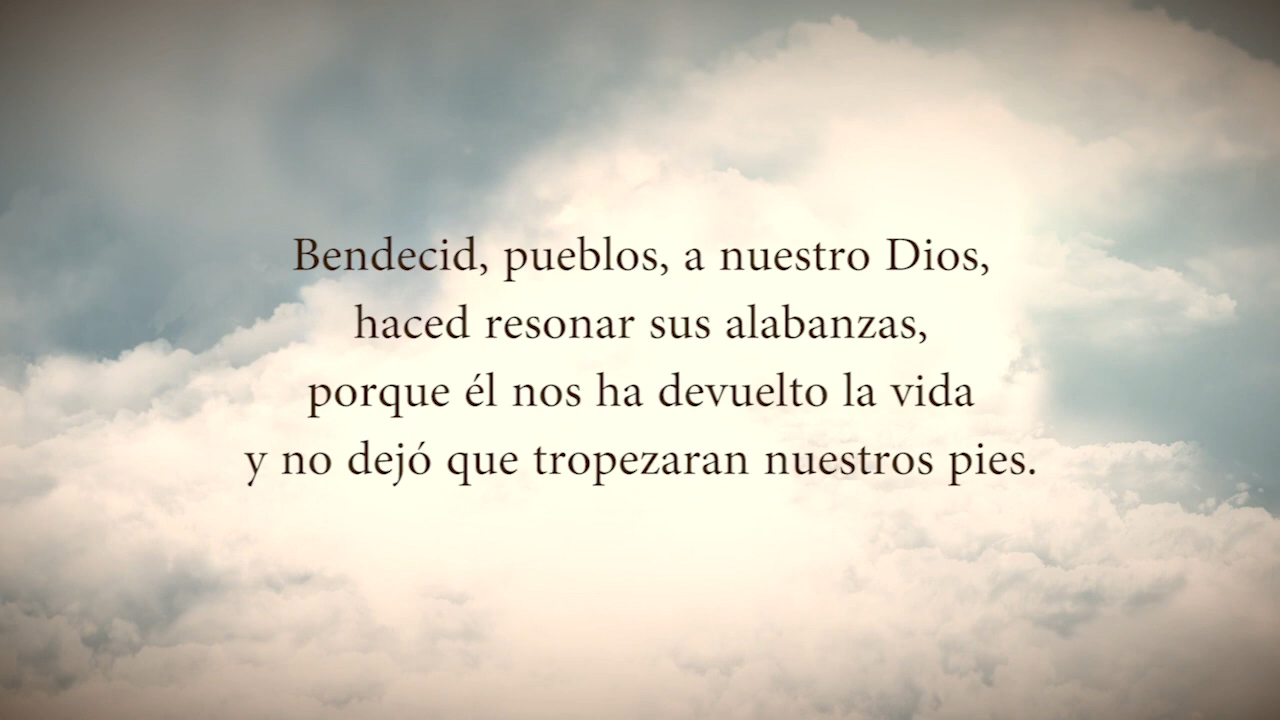 Bendecid, pueblos, a nuestro Dios,
haced resonar sus alabanzas,
porque él nos ha devuelto la vida
y no dejó que tropezaran nuestros pies.